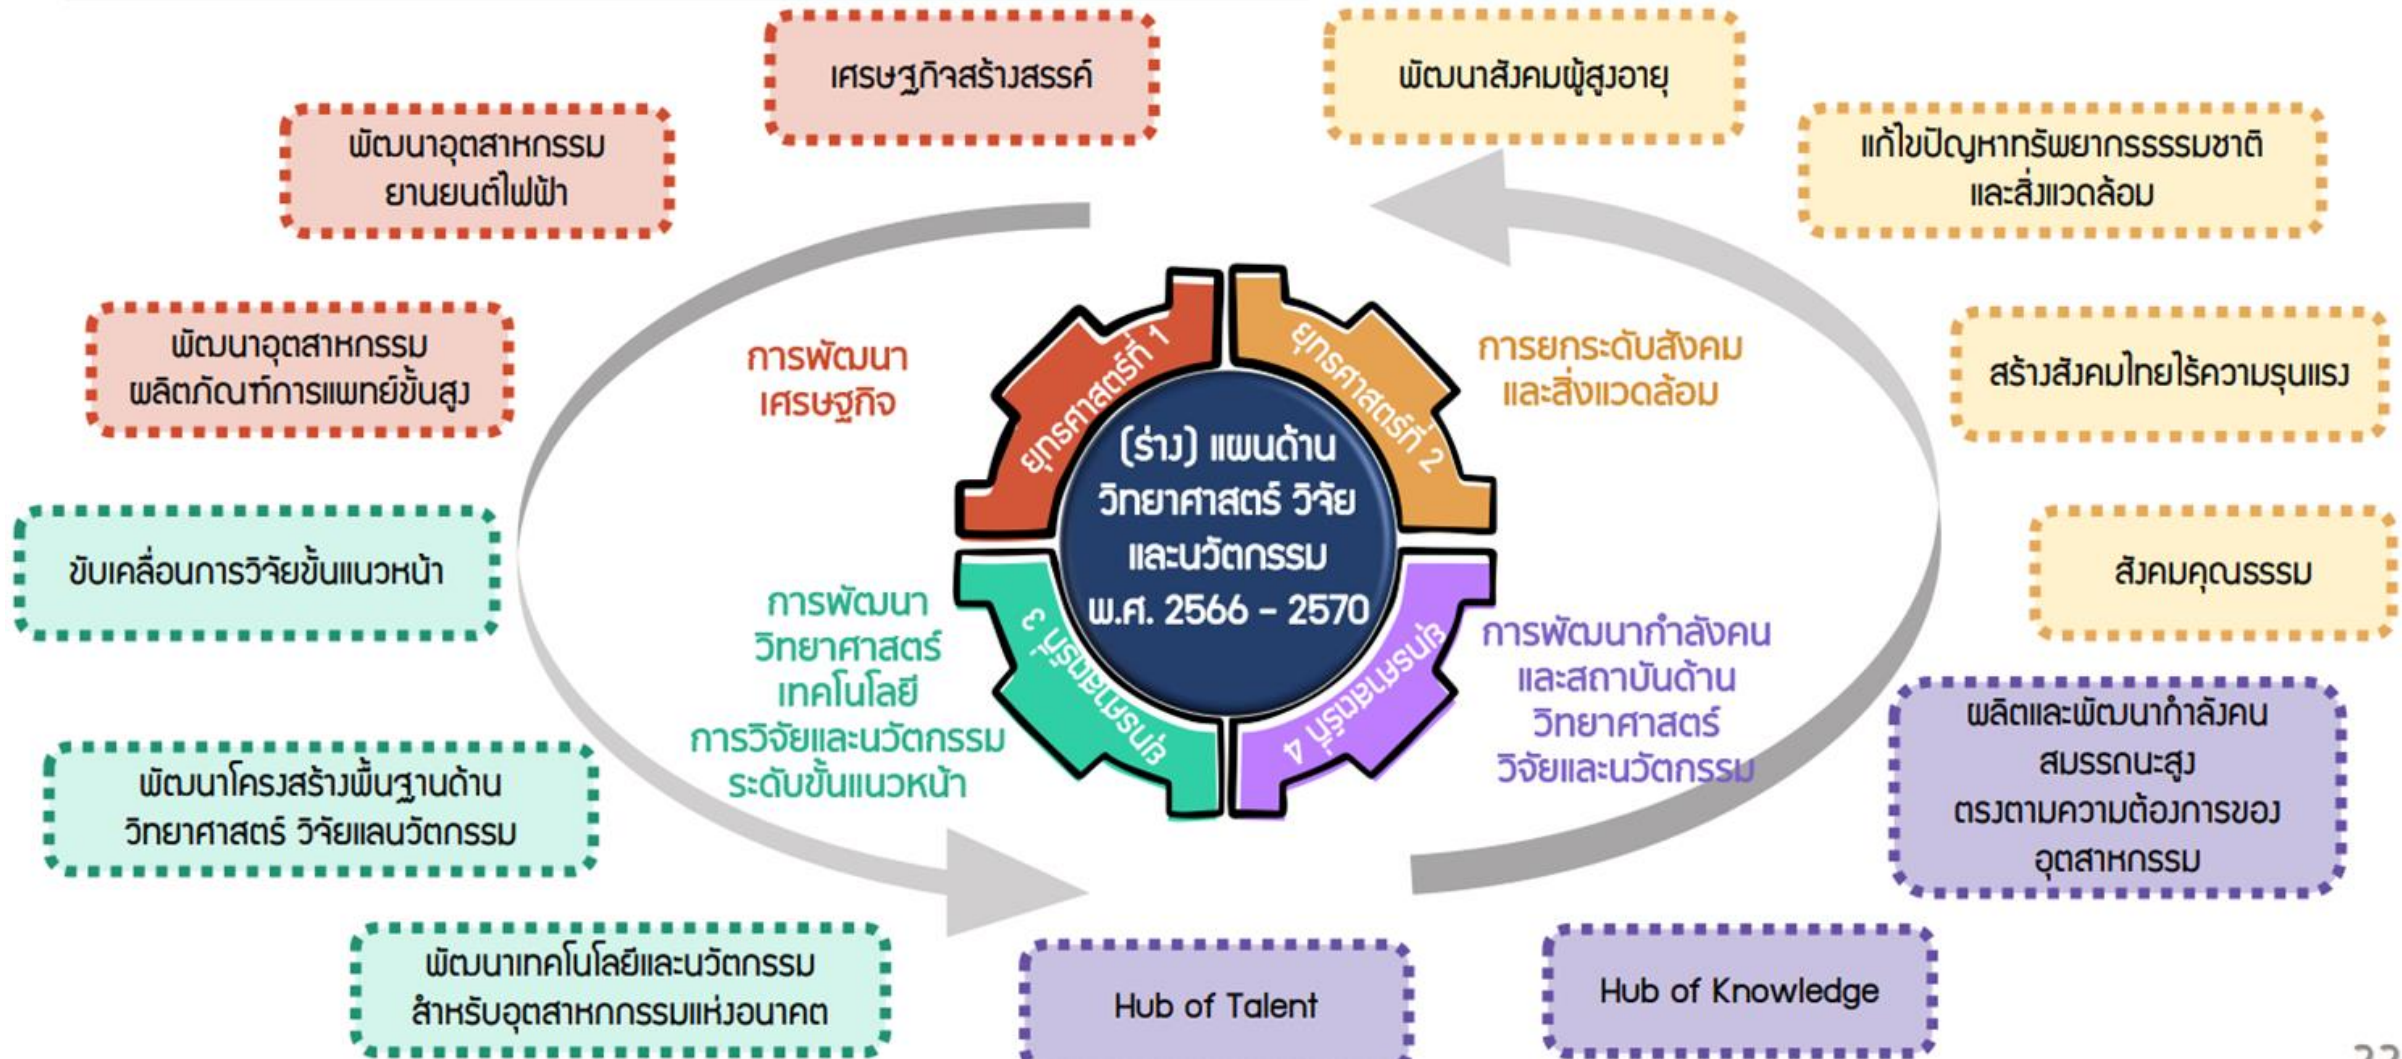 เศรษฐกิจสร้างสรรค์
พัฒนาสังคมผู้สูงอายุ
พัฒนาอุตสาหกรรม
ยานยนต์ไฟฟ้า
แก้ไขปัญหาทรัพยากรรรรมชาติ
และสิ่งแวดล้อม
พัฒนาอุตสาหกรรม
ผลิตภัณฑ์การแพทย์ขั้นสูง
สร้างสังคมไทยไร้ความรุนแรง
การพัฒนา
เศรษฐกิจ
ยุทธศาสตร์ที่ 1
ยุทธศาสตร์ที่ 2
การยกระดับสังคม
และสิ่งแวดล้อม
(ร่าง) แผนด้าน
วิทยาศาสตร์ วิจัย
และนวัตกรรม
พ.ศ. 2566 - 2570
ขับเคลื่อนการวิจัยขั้นแนวหน้า
สังคมคุณธรรม
การพัฒนา
วิทยาศาสตร์
เทคโนโลยี
การวิจัยและนวัตกรรม
ระดับขั้นแนวหน้า
ยุทธศาสตร์ที่ 3
ยุทธศาสตร์ที่ 4
การพัฒนากำลังคน
และสถาบันด้าน
วิทยาศาสตร์
วิจัยและนวัตกรรม
ผลิตและพัฒนากำลังคน
สมรรถนะสูง
ตรงตามความต้องการของ
อุตสาหกรรม
พัฒนาโครงสร้างพื้นฐานด้าน
วิทยาศาสตร์ วิจัยแลนวัตกรรม
พัฒนาเทคโนโลยีและนวัตกรรม
สำหรับอุตสาหกกรรมแห่งอนาคต
Hub of Talent
Hub of Knowledge